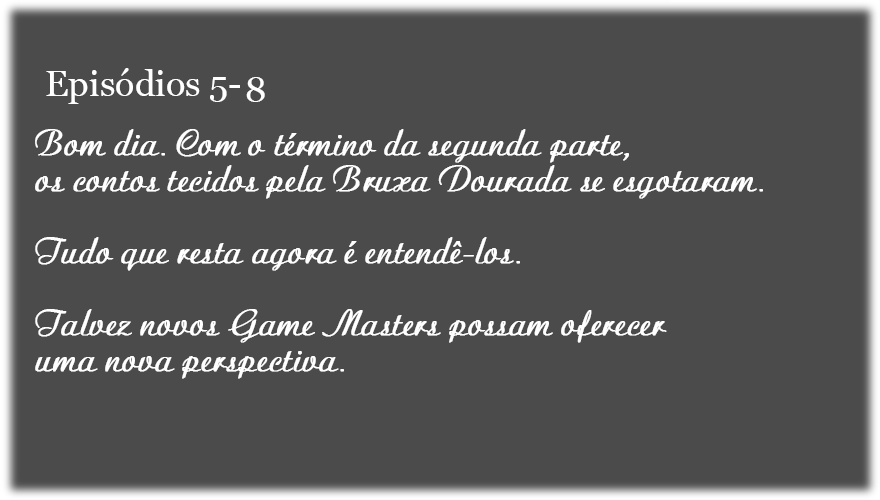 Episódios 5-8
Bom dia. Com o término da segunda parte,
os contos tecidos pela Bruxa Dourada se esgotaram.
Tudo que resta agora é entendê-los.
Talvez novos Game Masters possam oferecer
uma nova perspectiva.